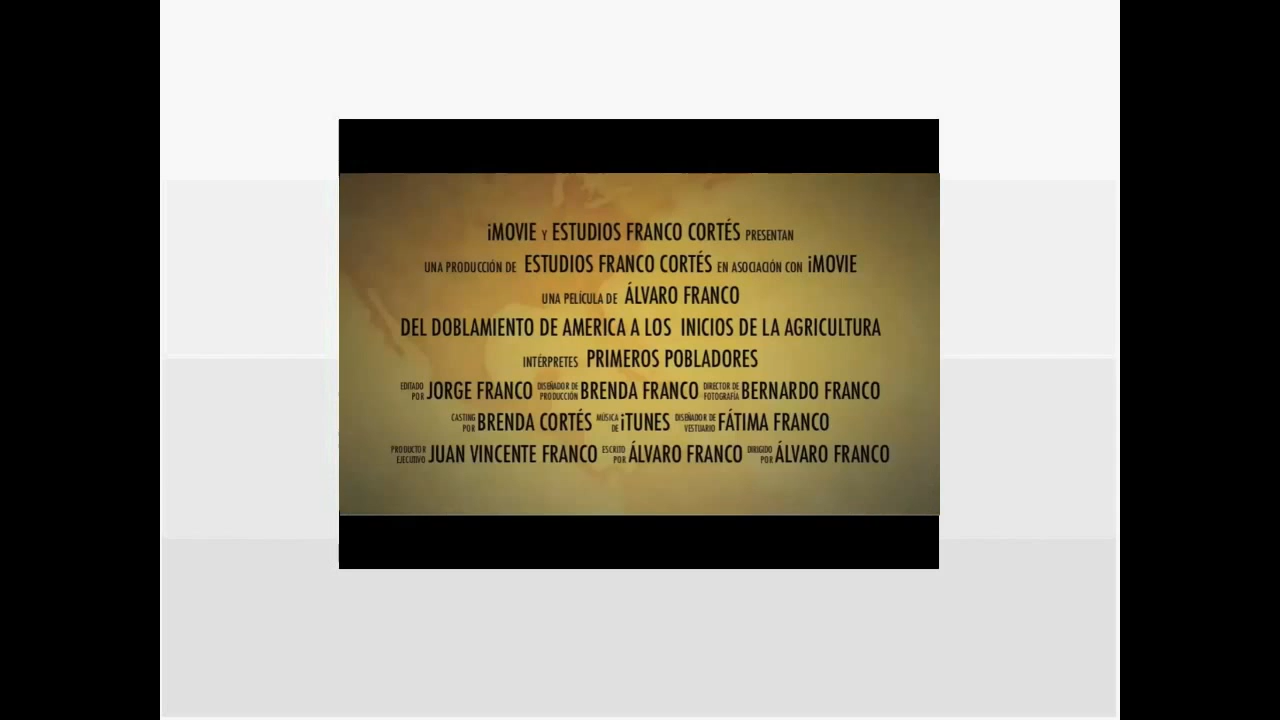 iMOVIE Y ESTUDIOS FRANCO CORTÉS PRESENTAN
UNA PRODUCCIÓN DE ESTUDIOS FRANCO CORTÉS EN ASOCIACIÓN CON iMOVIE
UNA PELÍCULA DE ÁLVARO FRANCO
DEL DOBLAMIENTO DE AMERICA A LOS INICIOS DE LA AGRICULTURA
INTÉRPRETES PRIMEROS POBLADORES
EDITADO POR JORGE FRANCO DISEÑADOR DE PRODUCCIÓN BRENDA FRANCO DIRECTOR DE FOTOGRAFÍA BERNARDO FRANCO
CASTING POR BRENDA CORTÉS MÚSICA DE iTUNES DISEÑADOR DE VESTUARIO FÁTIMA FRANCO
PRODUCTOR EJECUTIVO JUAN VINCENTE FRANCO ESCRITO POR ÁLVARO FRANCO DIRIGIDO POR ÁLVARO FRANCO